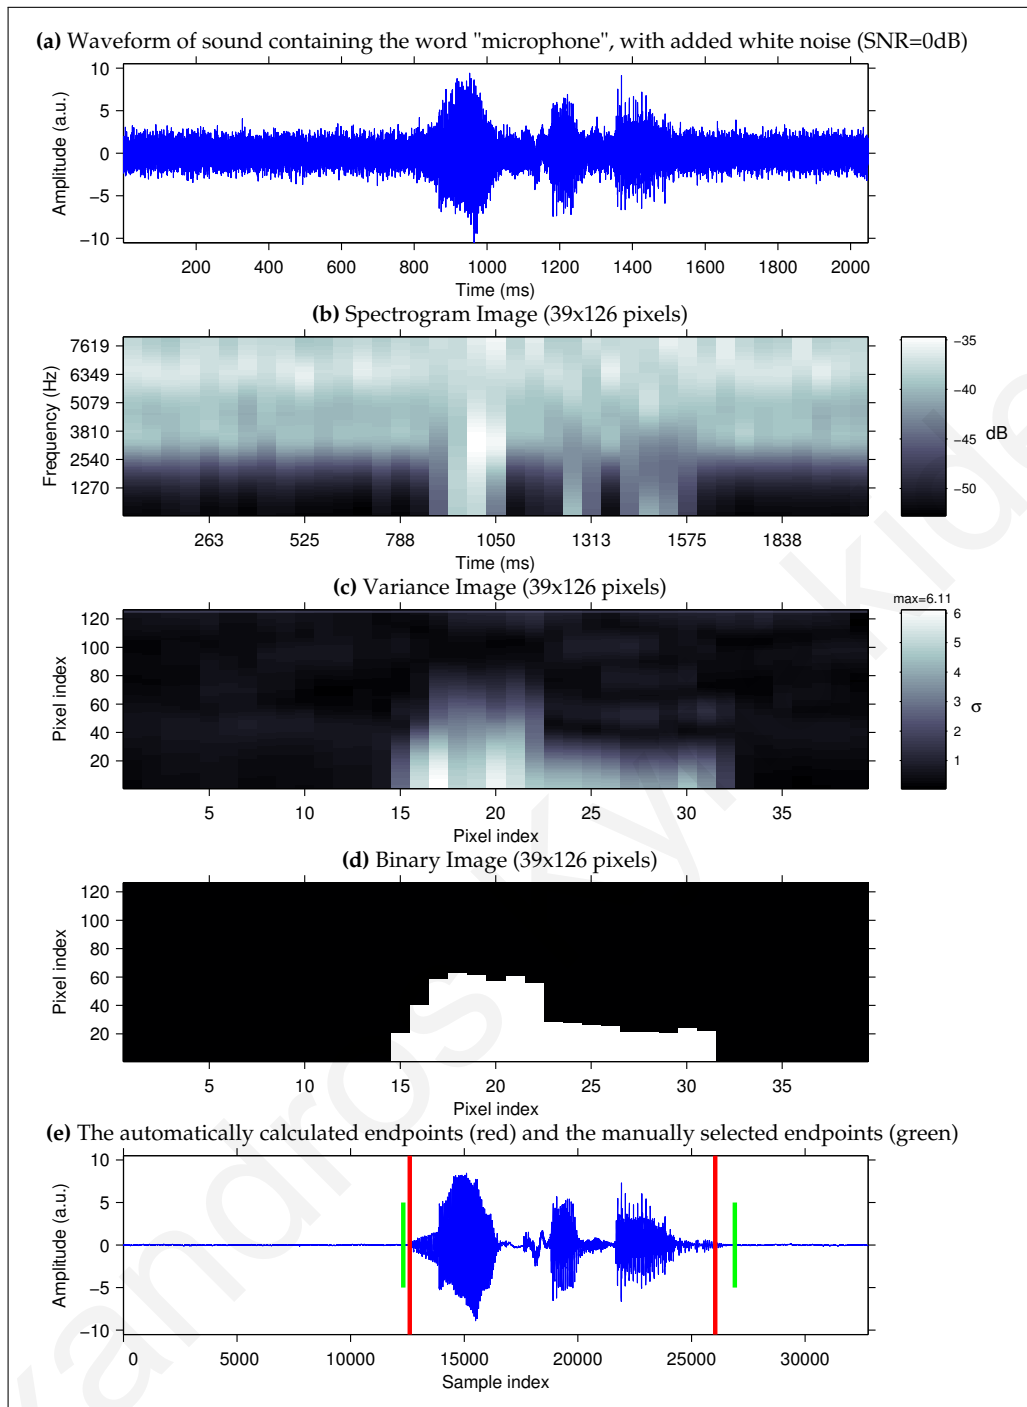 (a) Waveform of sound containing the word "microphone", with added white noise (SNR=0dB)
10
5
0
−5
−10
Amplitude (a.u.)
200 400 600 800 1000 1200 1400 1600 1800 2000
Time (ms)
(b) Spectrogram Image (39x126 pixels)
7619
6349
5079
3810
2540
1270
Frequency (Hz)
−35
−40
−45
−50
dB
263 525 788 1050 1313 1575 1838
Time (ms)
(c) Variance Image (39x126 pixels)
max=6.11
120
100
80
60
40
20
Pixel index
6
5
4
3
2
1
σ
5 10 15 20 25 30 35
Pixel index
(d) Binary Image (39x126 pixels)
120
100
80
60
40
20
Pixel index
5 10 15 20 25 30 35
Pixel index
(e) The automatically calculated endpoints (red) and the manually selected endpoints (green)
10
5
0
−5
−10
Amplitude (a.u.)
0 5000 10000 15000 20000 25000 30000
Sample index